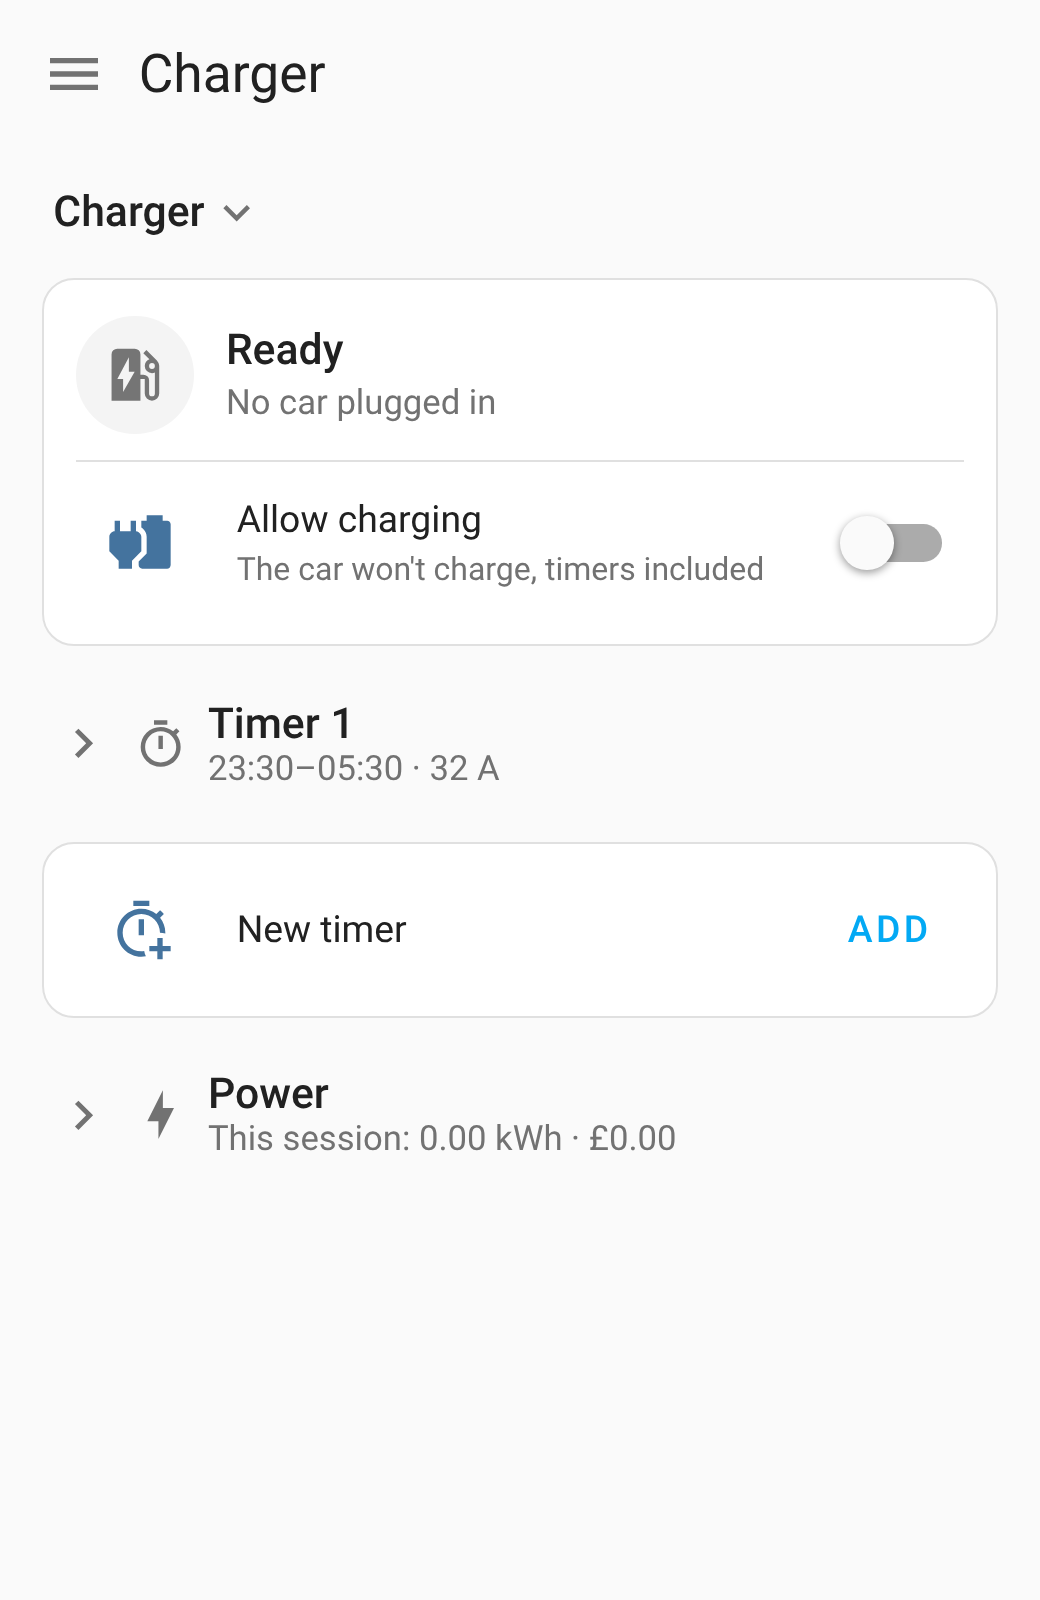 Charger
Charger
Ready
No car plugged in
Allow charging
The car won't charge, timers included
Timer 1
23:30–05:30 · 32 A
New timer
ADD
Power
This session: 0.00 kWh · £0.00